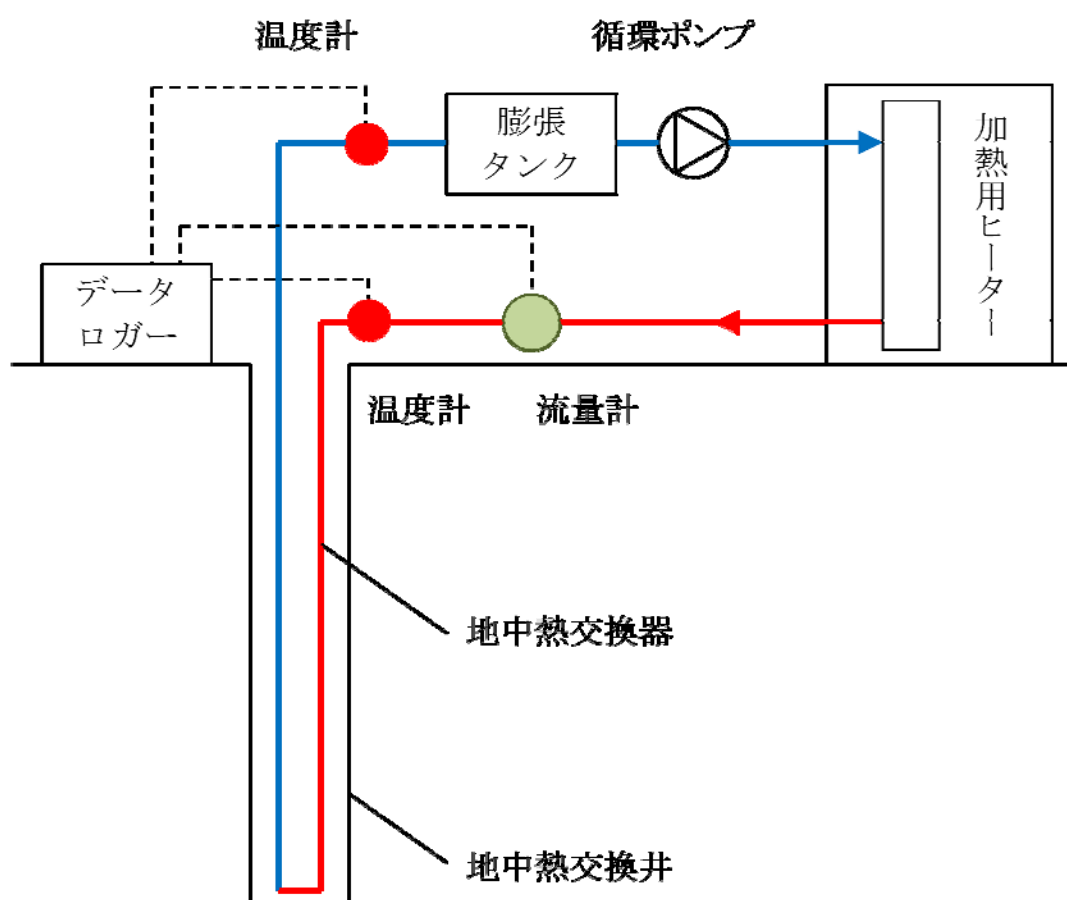 温度計
循環ポンプ
膨張
タンク
加熱用ヒーター
データ
ロガー
温度計
流量計
地中熱交換器
地中熱交換井